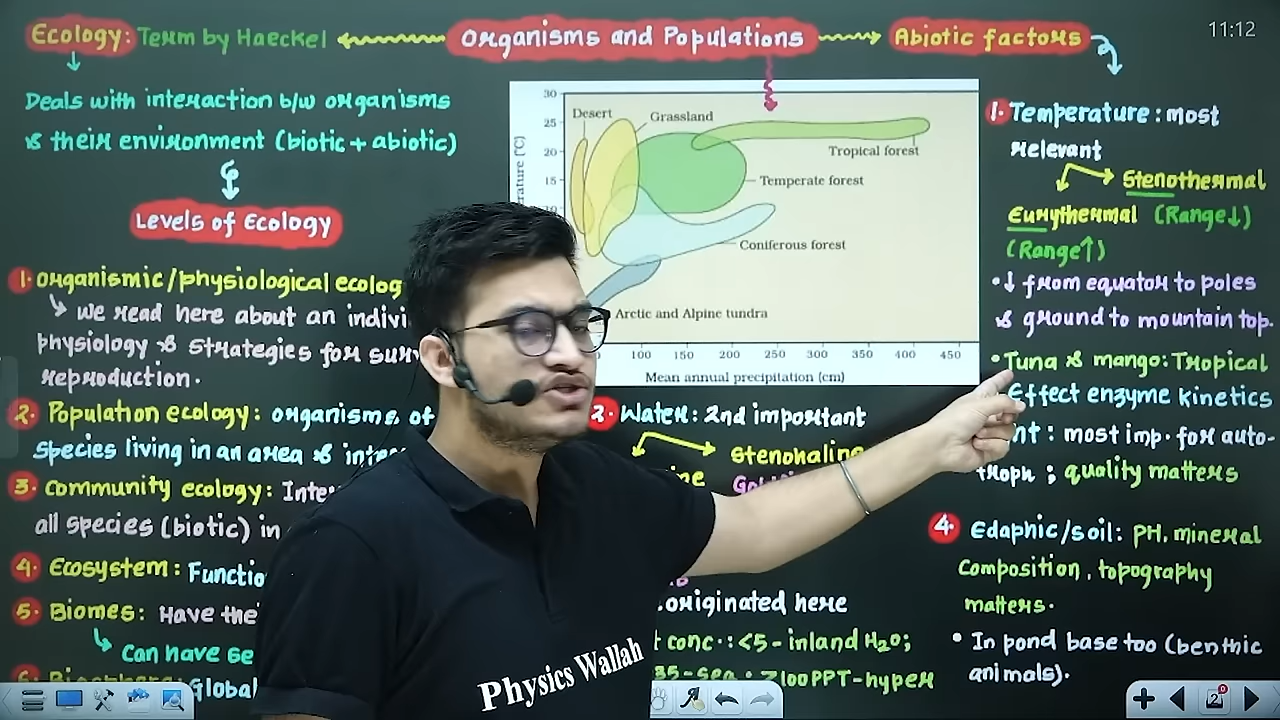 11:12
Ecology: Term by Haeckel
Organisms and Populations
Abiotic factors
Deals with interaction b/w organisms
& their environment (biotic + abiotic)
Levels of Ecology
1. Organismic/physiological ecolog
we read here about an indivi
physiology & strategies for sur
reproduction.
2. Population ecology: organisms of
Species living in an area & inte
3. Community ecology: Inte
all species (biotic) in
4. Ecosystem: Functio
5. Biomes: Have the
Can have se
Global
30
25
20
15
10
Desert
Grassland
Tropical forest
Temperate forest
Coniferous forest
Arctic and Alpine tundra
100 150 200 250 300 350 400 450
Mean annual precipitation (cm)
2. Water: 2nd important
Stenohaline
originated here
conc.: <5-inland H₂O;
35-sea; >100PPT-hyper
1. Temperature: most
relevant
Stenothermal
Eurythermal (Range↓)
(Range↑)
• ↓ from equator to poles
& ground to mountain top.
• Tuna & mango: Tropical
Effect enzyme kinetics
: most imp. for auto-
troph; quality matters
4. Edaphic/soil: PH, mineral
Composition, topography
matters.
• In pond base too (benthic
animals).
Physics Wallah
2